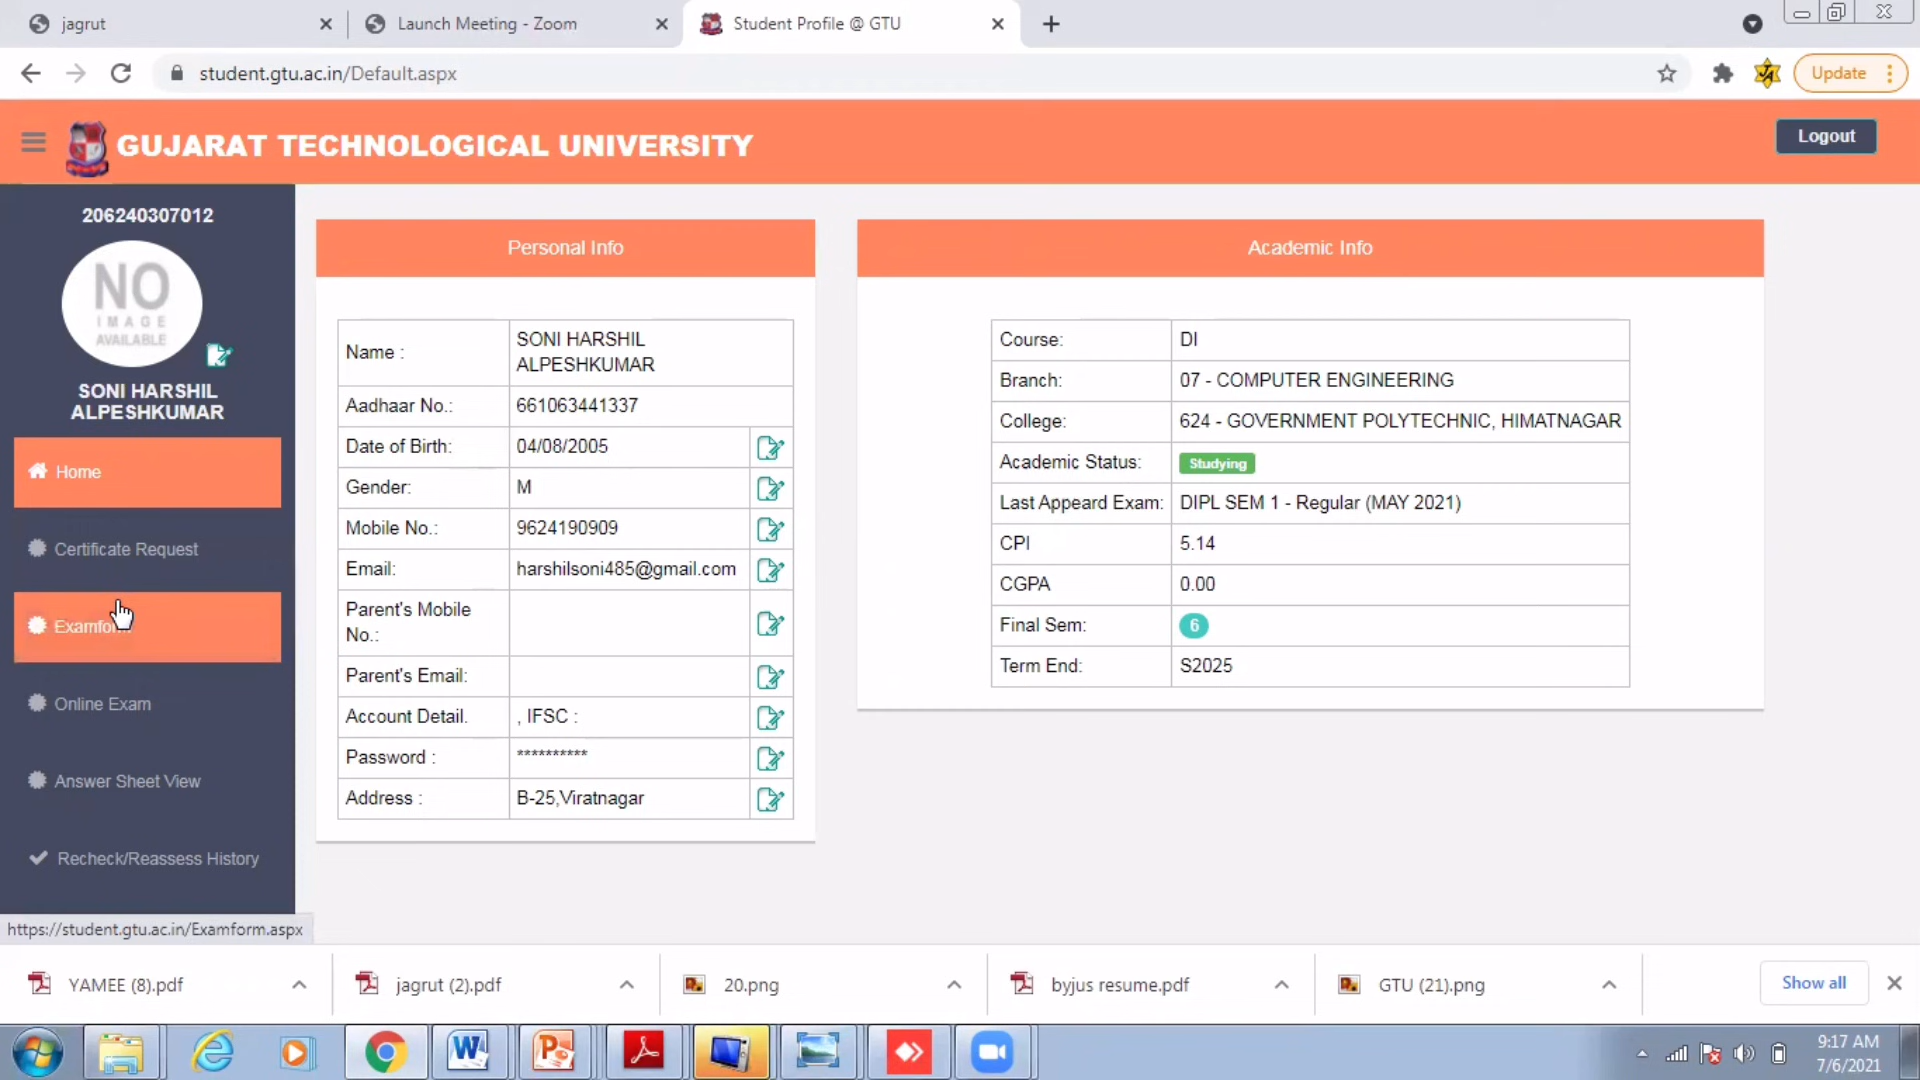 jagrut
Launch Meeting - Zoom
Student Profile @ GTU
student.gtu.ac.in/Default.aspx
Update
GUJARAT TECHNOLOGICAL UNIVERSITY
Logout
206240307012
NO
IMAGE
AVAILABLE
SONI HARSHIL
ALPESHKUMAR
Home
Certificate Request
Examform
Online Exam
Answer Sheet View
Recheck/Reassess History
https://student.gtu.ac.in/Examform.aspx
Personal Info
Name : SONI HARSHIL
ALPESHKUMAR
Aadhaar No.: 661063441337
Date of Birth: 04/08/2005
Gender: M
Mobile No.: 9624190909
Email: harshilsoni485@gmail.com
Parent's Mobile
No.:
Parent's Email:
Account Detail. , IFSC :
Password : **********
Address : B-25,Viratnagar
Academic Info
Course: DI
Branch: 07 - COMPUTER ENGINEERING
College: 624 - GOVERNMENT POLYTECHNIC, HIMATNAGAR
Academic Status: Studying
Last Appeard Exam: DIPL SEM 1 - Regular (MAY 2021)
CPI 5.14
CGPA 0.00
Final Sem: 6
Term End: S2025
YAMEE (8).pdf
jagrut (2).pdf
20.png
byjus resume.pdf
GTU (21).png
Show all
9:17 AM
7/6/2021